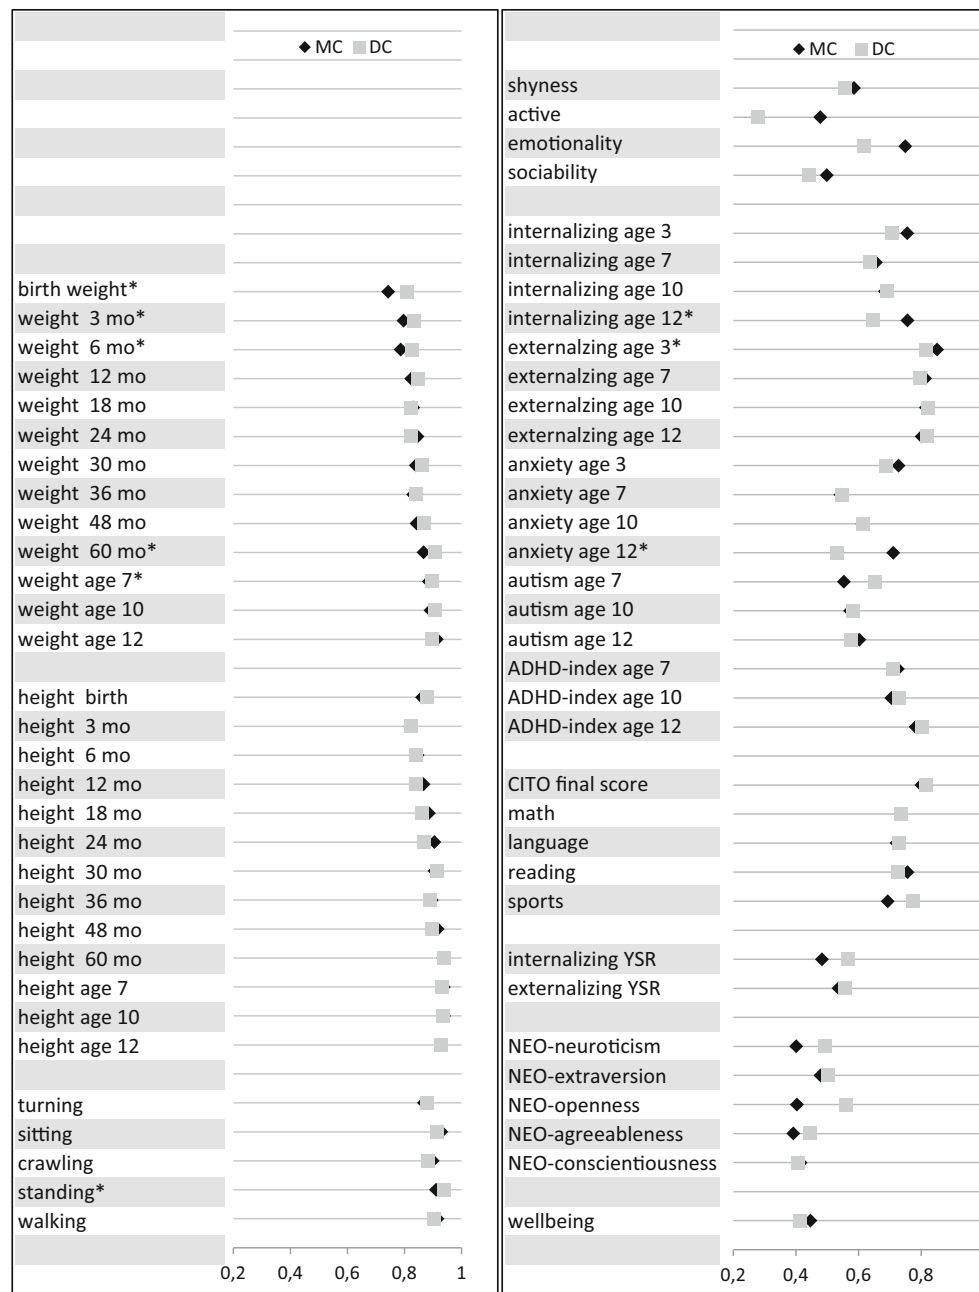 MC DC
birth weight*
weight 3 mo*
weight 6 mo*
weight 12 mo
weight 18 mo
weight 24 mo
weight 30 mo
weight 36 mo
weight 48 mo
weight 60 mo*
weight age 7*
weight age 10
weight age 12
height birth
height 3 mo
height 6 mo
height 12 mo
height 18 mo
height 24 mo
height 30 mo
height 36 mo
height 48 mo
height 60 mo
height age 7
height age 10
height age 12
turning
sitting
crawling
standing*
walking
0,2 0,4 0,6 0,8 1
MC DC
shyness
active
emotionality
sociability
internalizing age 3
internalizing age 7
internalizing age 10
internalizing age 12*
externalzing age 3*
externalzing age 7
externalzing age 10
externalzing age 12
anxiety age 3
anxiety age 7
anxiety age 10
anxiety age 12*
autism age 7
autism age 10
autism age 12
ADHD-index age 7
ADHD-index age 10
ADHD-index age 12
CITO final score
math
language
reading
sports
internalizing YSR
externalizing YSR
NEO-neuroticism
NEO-extraversion
NEO-openness
NEO-agreeableness
NEO-conscientiousness
wellbeing
0,2 0,4 0,6 0,8